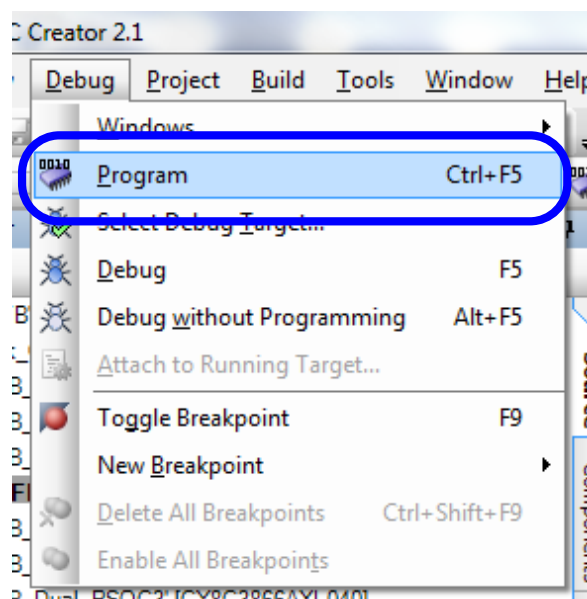 C Creator 2.1
Debug Project Build Tools Window Help
Windows
0010
Program Ctrl+F5
Select Debug Target...
Debug F5
Debug without Programming Alt+F5
Attach to Running Target...
Toggle Breakpoint F9
New Breakpoint
Delete All Breakpoints Ctrl+Shift+F9
Enable All Breakpoints